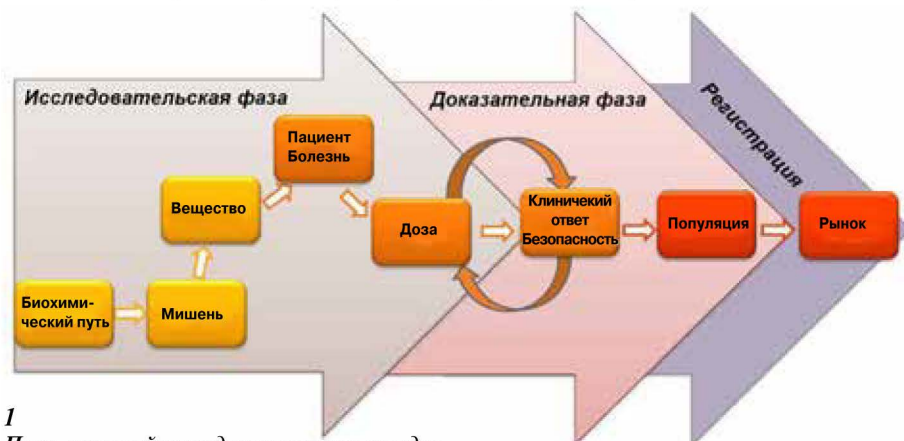 Исследовательская фаза
Доказательная фаза
Регистрация
Пациент
Болезнь
Вещество
Доза
Клиничекий
ответ
Безопасность
Популяция
Рынок
Биохими-
ческий путь
Мишень
1